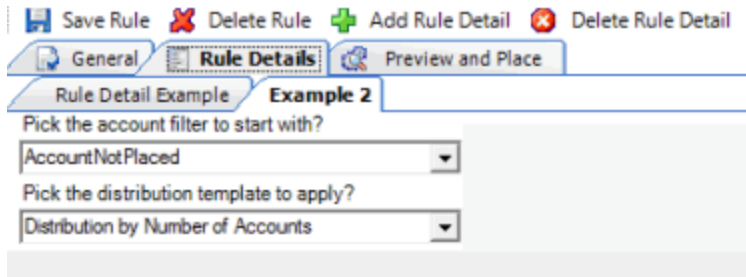 Save Rule Delete Rule Add Rule Detail Delete Rule Detail
General Rule Details Preview and Place
Rule Detail Example Example 2
Pick the account filter to start with?
AccountNotPlaced
Pick the distribution template to apply?
Distribution by Number of Accounts